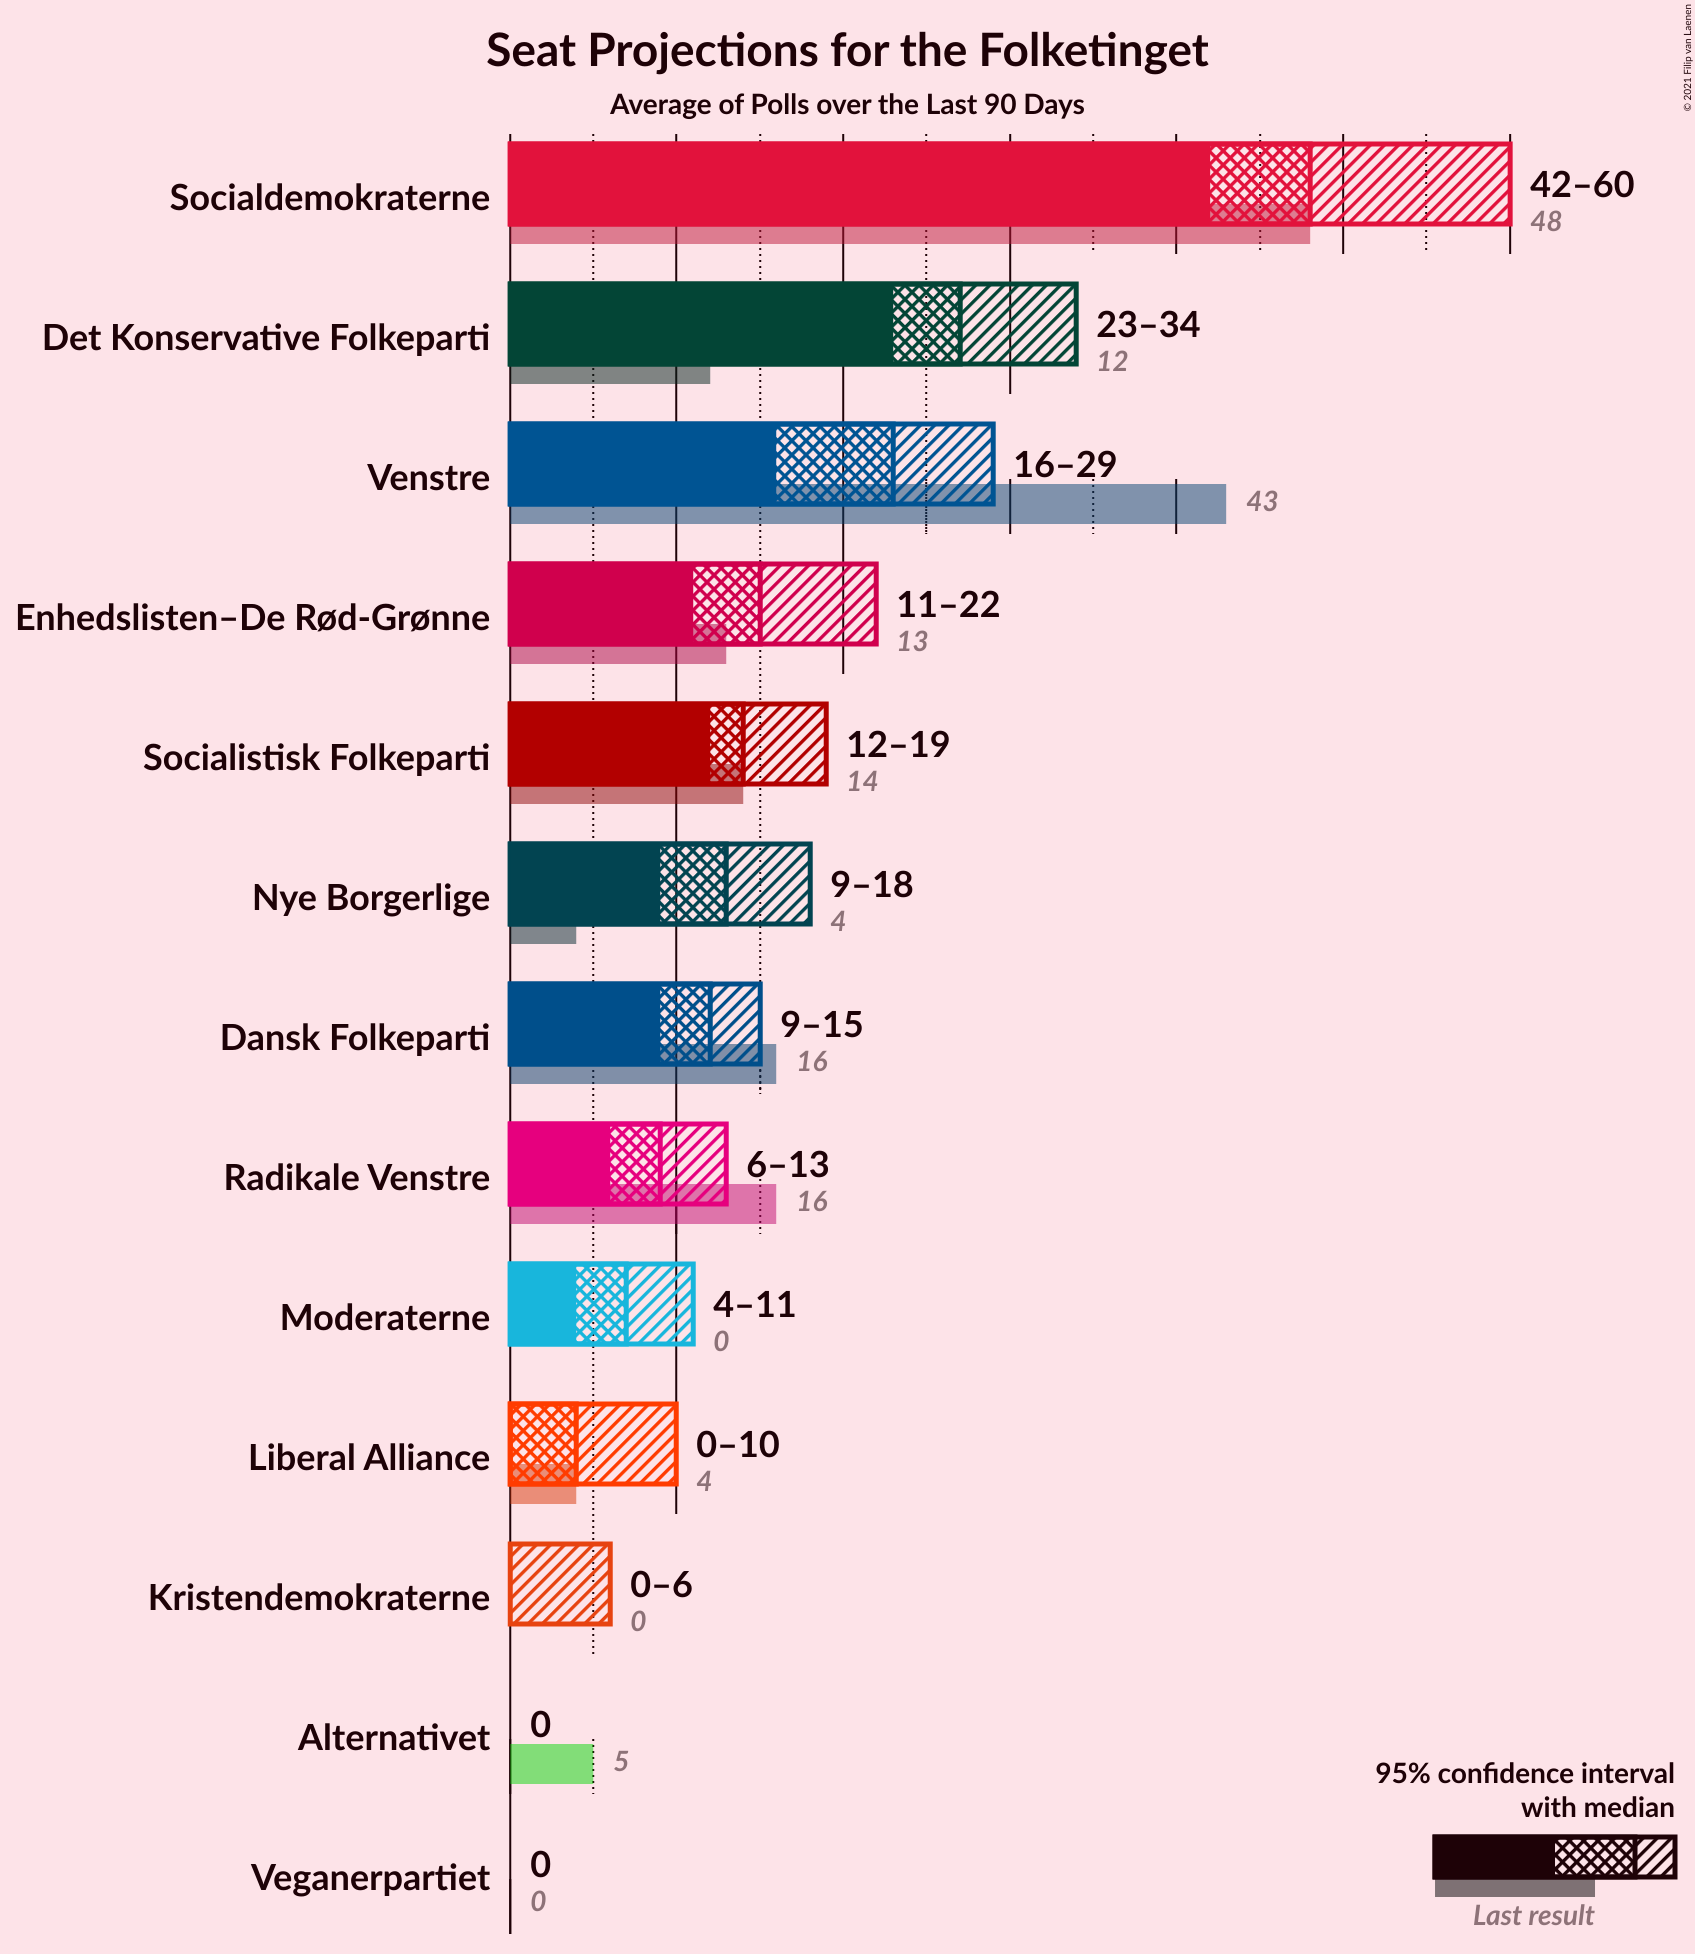 © 2021 Filip van Laenen
Seat Projections for the Folketinget
Average of Polls over the Last 90 Days
Socialdemokraterne
42–60
48
Det Konservative Folkeparti
23–34
12
Venstre
16–29
43
Enhedslisten–De Rød-Grønne
11–22
13
Socialistisk Folkeparti
12–19
14
Nye Borgerlige
9–18
4
Dansk Folkeparti
9–15
16
Radikale Venstre
6–13
16
Moderaterne
4–11
0
Liberal Alliance
0–10
4
Kristendemokraterne
0–6
0
Alternativet
0
5
Veganerpartiet
0
0
95% confidence interval
with median
Last result